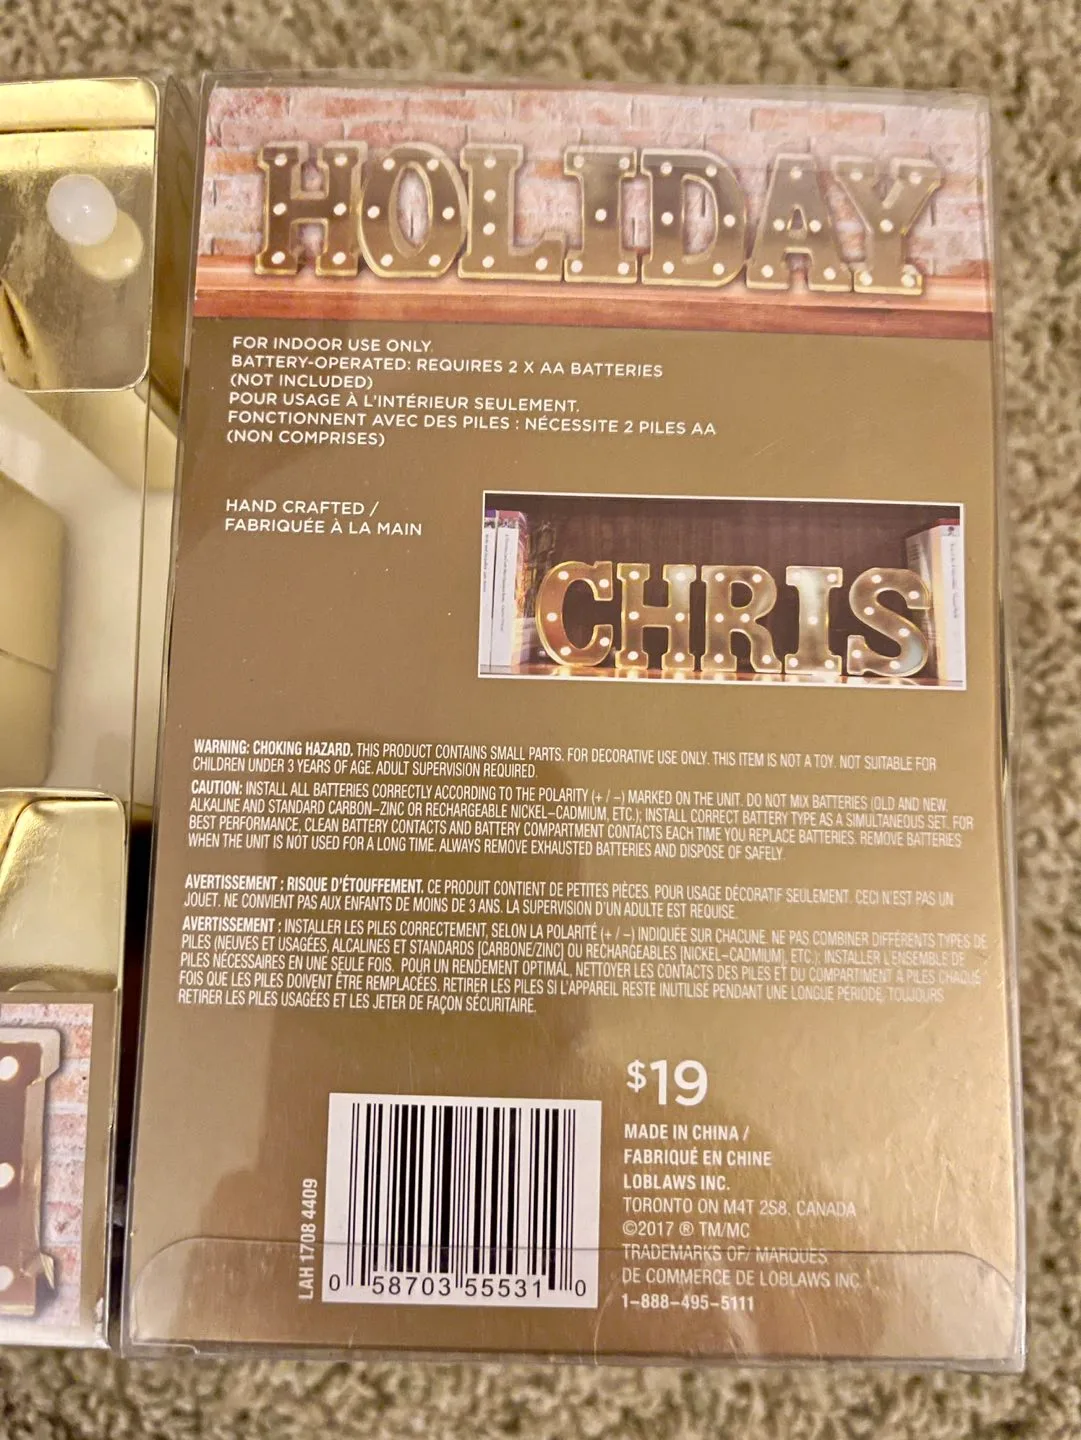 HOLIDAY
FOR INDOOR USE ONLY.
BATTERY-OPERATED: REQUIRES 2 X AA BATTERIES
(NOT INCLUDED)
POUR USAGE À L'INTÉRIEUR SEULEMENT.
FONCTIONNENT AVEC DES PILES : NÉCESSITE 2 PILES AA
(NON COMPRISES)
HAND CRAFTED /
FABRIQUÉE À LA MAIN
CHRIS
WARNING: CHOKING HAZARD. THIS PRODUCT CONTAINS SMALL PARTS. FOR DECORATIVE USE ONLY. THIS ITEM IS NOT A TOY. NOT SUITABLE FOR
CHILDREN UNDER 3 YEARS OF AGE. ADULT SUPERVISION REQUIRED.
CAUTION: INSTALL ALL BATTERIES CORRECTLY ACCORDING TO THE POLARITY (+ / –) MARKED ON THE UNIT. DO NOT MIX BATTERIES (OLD AND NEW,
ALKALINE AND STANDARD CARBON–ZINC OR RECHARGEABLE NICKEL–CADMIUM, ETC.); INSTALL CORRECT BATTERY TYPE AS A SIMULTANEOUS SET. FOR
BEST PERFORMANCE, CLEAN BATTERY CONTACTS AND BATTERY COMPARTMENT CONTACTS EACH TIME YOU REPLACE BATTERIES. REMOVE BATTERIES
WHEN THE UNIT IS NOT USED FOR A LONG TIME. ALWAYS REMOVE EXHAUSTED BATTERIES AND DISPOSE OF SAFELY.
AVERTISSEMENT : RISQUE D'ÉTOUFFEMENT. CE PRODUIT CONTIENT DE PETITES PIÈCES. POUR USAGE DÉCORATIF SEULEMENT. CECI N'EST PAS UN
JOUET. NE CONVIENT PAS AUX ENFANTS DE MOINS DE 3 ANS. LA SUPERVISION D'UN ADULTE EST REQUISE.
AVERTISSEMENT : INSTALLER LES PILES CORRECTEMENT, SELON LA POLARITÉ (+ / –) INDIQUÉE SUR CHACUNE. NE PAS COMBINER DIFFÉRENTS TYPES DE
PILES (NEUVES ET USAGÉES, ALCALINES ET STANDARDS [CARBONE/ZINC] OU RECHARGEABLES [NICKEL–CADMIUM], ETC.); INSTALLER L'ENSEMBLE DE
PILES NÉCESSAIRES EN UNE SEULE FOIS. POUR UN RENDEMENT OPTIMAL, NETTOYER LES CONTACTS DES PILES ET DU COMPARTIMENT À PILES CHAQUE
FOIS QUE LES PILES DOIVENT ÊTRE REMPLACÉES. RETIRER LES PILES SI L'APPAREIL RESTE INUTILISÉ PENDANT UNE LONGUE PÉRIODE. TOUJOURS
RETIRER LES PILES USAGÉES ET LES JETER DE FAÇON SÉCURITAIRE.
$19
MADE IN CHINA /
FABRIQUÉ EN CHINE
LOBLAWS INC.
TORONTO ON M4T 2S8. CANADA
©2017 ® TM/MC
TRADEMARKS OF/ MARQUES
DE COMMERCE DE LOBLAWS INC.
1–888–495–5111
LAH 1708 4409
0 58703 55531 0